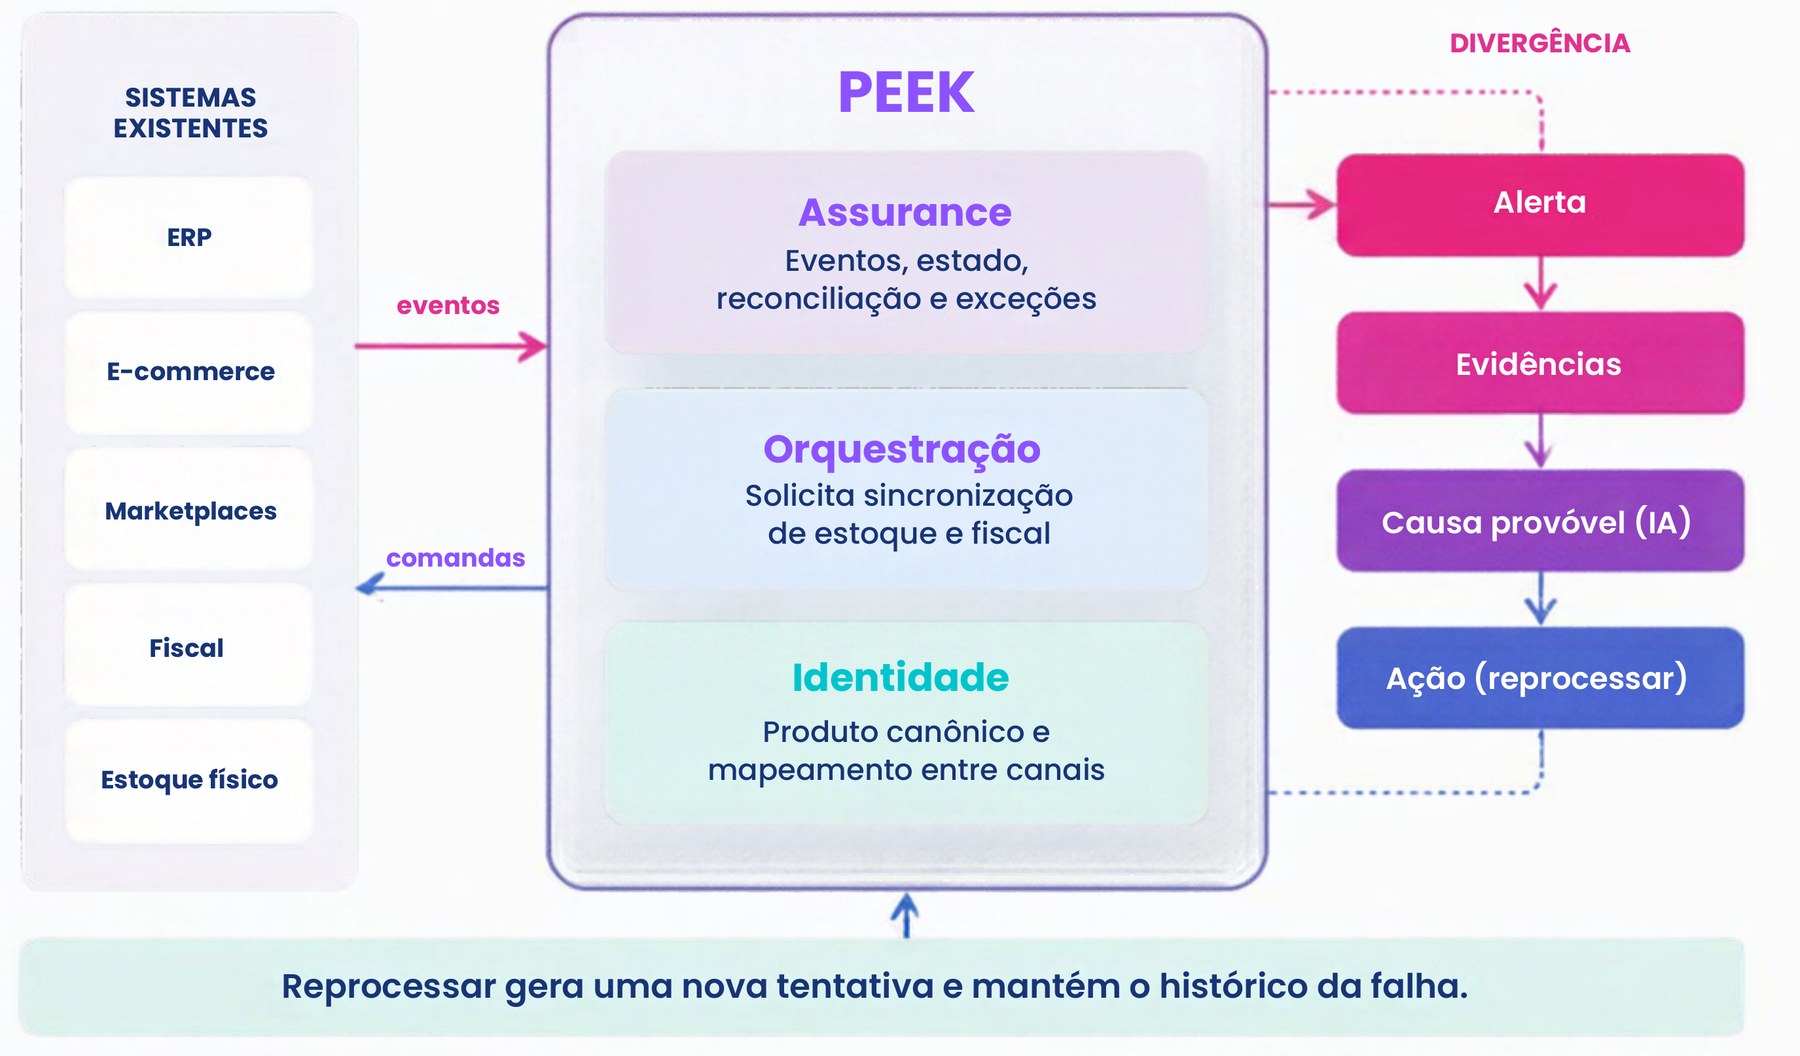 SISTEMAS
EXISTENTES
ERP
E-commerce
Marketplaces
Fiscal
Estoque físico
eventos
comandas
PEEK
Assurance
Eventos, estado,
reconciliação e exceções
Orquestração
Solicita sincronização
de estoque e fiscal
Identidade
Produto canônico e
mapeamento entre canais
DIVERGÊNCIA
Alerta
Evidências
Causa provóvel (IA)
Ação (reprocessar)
Reprocessar gera uma nova tentativa e mantém o histórico da falha.